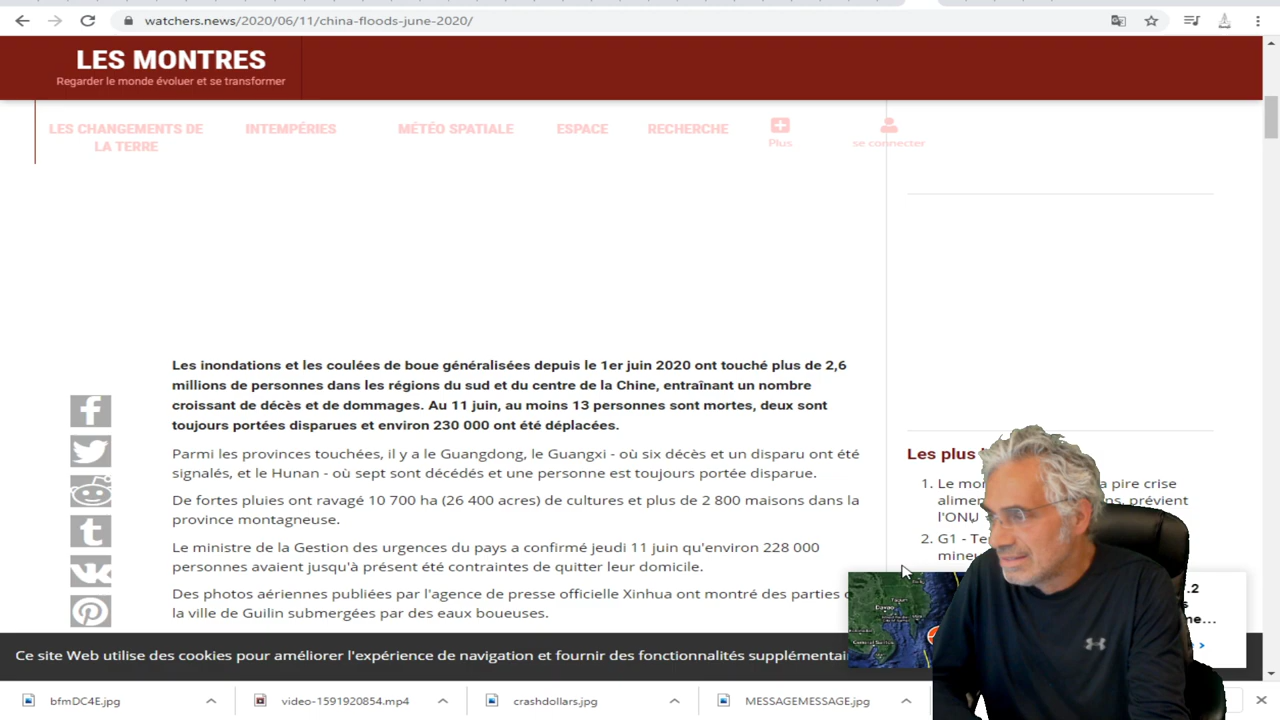 watchers.news/2020/06/11/china-floods-june-2020/
LES MONTRES
Regarder le monde évoluer et se transformer
LES CHANGEMENTS DE
LA TERRE
INTEMPÉRIES
MÉTÉO SPATIALE
ESPACE
RECHERCHE
Plus
se connecter
Les inondations et les coulées de boue généralisées depuis le 1er juin 2020 ont touché plus de 2,6
millions de personnes dans les régions du sud et du centre de la Chine, entraînant un nombre
croissant de décès et de dommages. Au 11 juin, au moins 13 personnes sont mortes, deux sont
toujours portées disparues et environ 230 000 ont été déplacées.
Parmi les provinces touchées, il y a le Guangdong, le Guangxi - où six décès et un disparu ont été
signalés, et le Hunan - où sept sont décédés et une personne est toujours portée disparue.
De fortes pluies ont ravagé 10 700 ha (26 400 acres) de cultures et plus de 2 800 maisons dans la
province montagneuse.
Le ministre de la Gestion des urgences du pays a confirmé jeudi 11 juin qu'environ 228 000
personnes avaient jusqu'à présent été contraintes de quitter leur domicile.
Des photos aériennes publiées par l'agence de presse officielle Xinhua ont montré des parties
la ville de Guilin submergées par des eaux boueuses.
Les plus
1. Le
pire crise
prévient
l'ONU
2. G1 -
Davao
Ce site Web utilise des cookies pour améliorer l'expérience de navigation et fournir des fonctionnalités
bfmDC4E.jpg
video-1591920854.mp4
crashdollars.jpg
MESSAGEMESSAGE.jpg